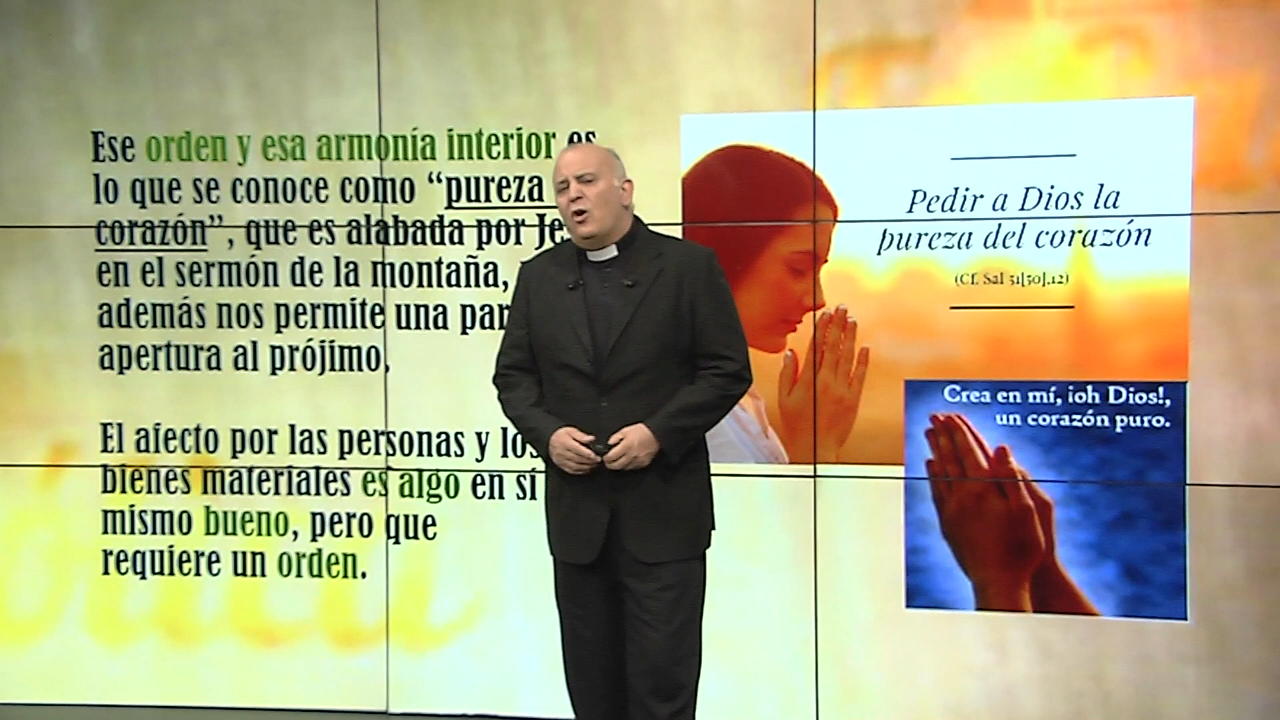 Ese orden y esa armonía interior es
lo que se conoce como “pureza
corazón”, que es alabada por Je
en el sermón de la montaña,
además nos permite una par
apertura al prójimo.
El afecto por las personas y los
bienes materiales es algo en sí
mismo bueno, pero que
requiere un orden.
Pedir a Dios la
pureza del corazón
(Cf. Sal 51[50],12)
Crea en mí, ¡oh Dios!,
un corazón puro.